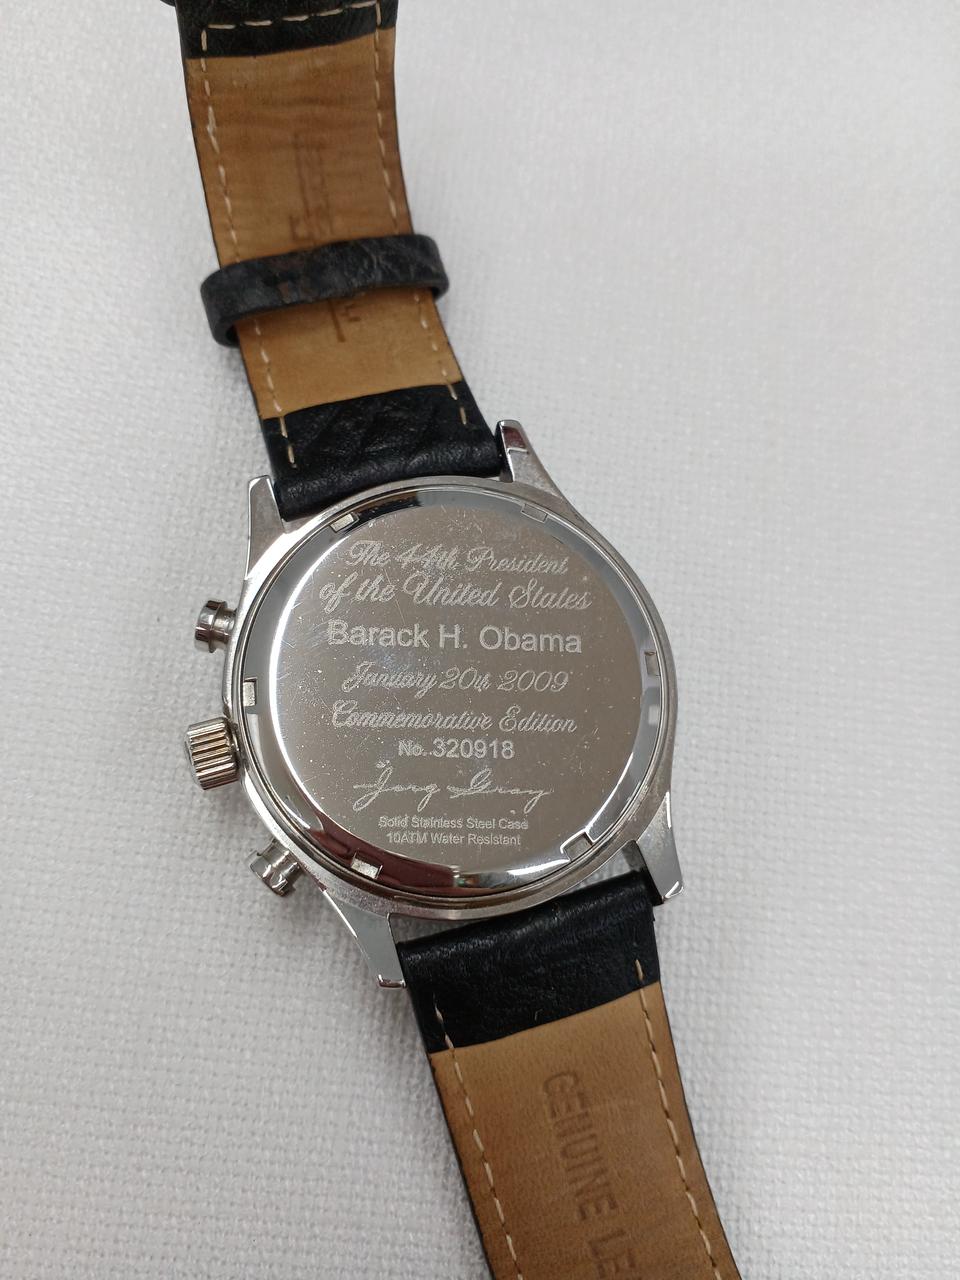 The 44th President
of the United States
Barack H. Obama
January 20th 2009
Commemorative Edition
No. 320918
Jorg Gray
Solid Stainless Steel Case
10ATM Water Resistant
GENUINE